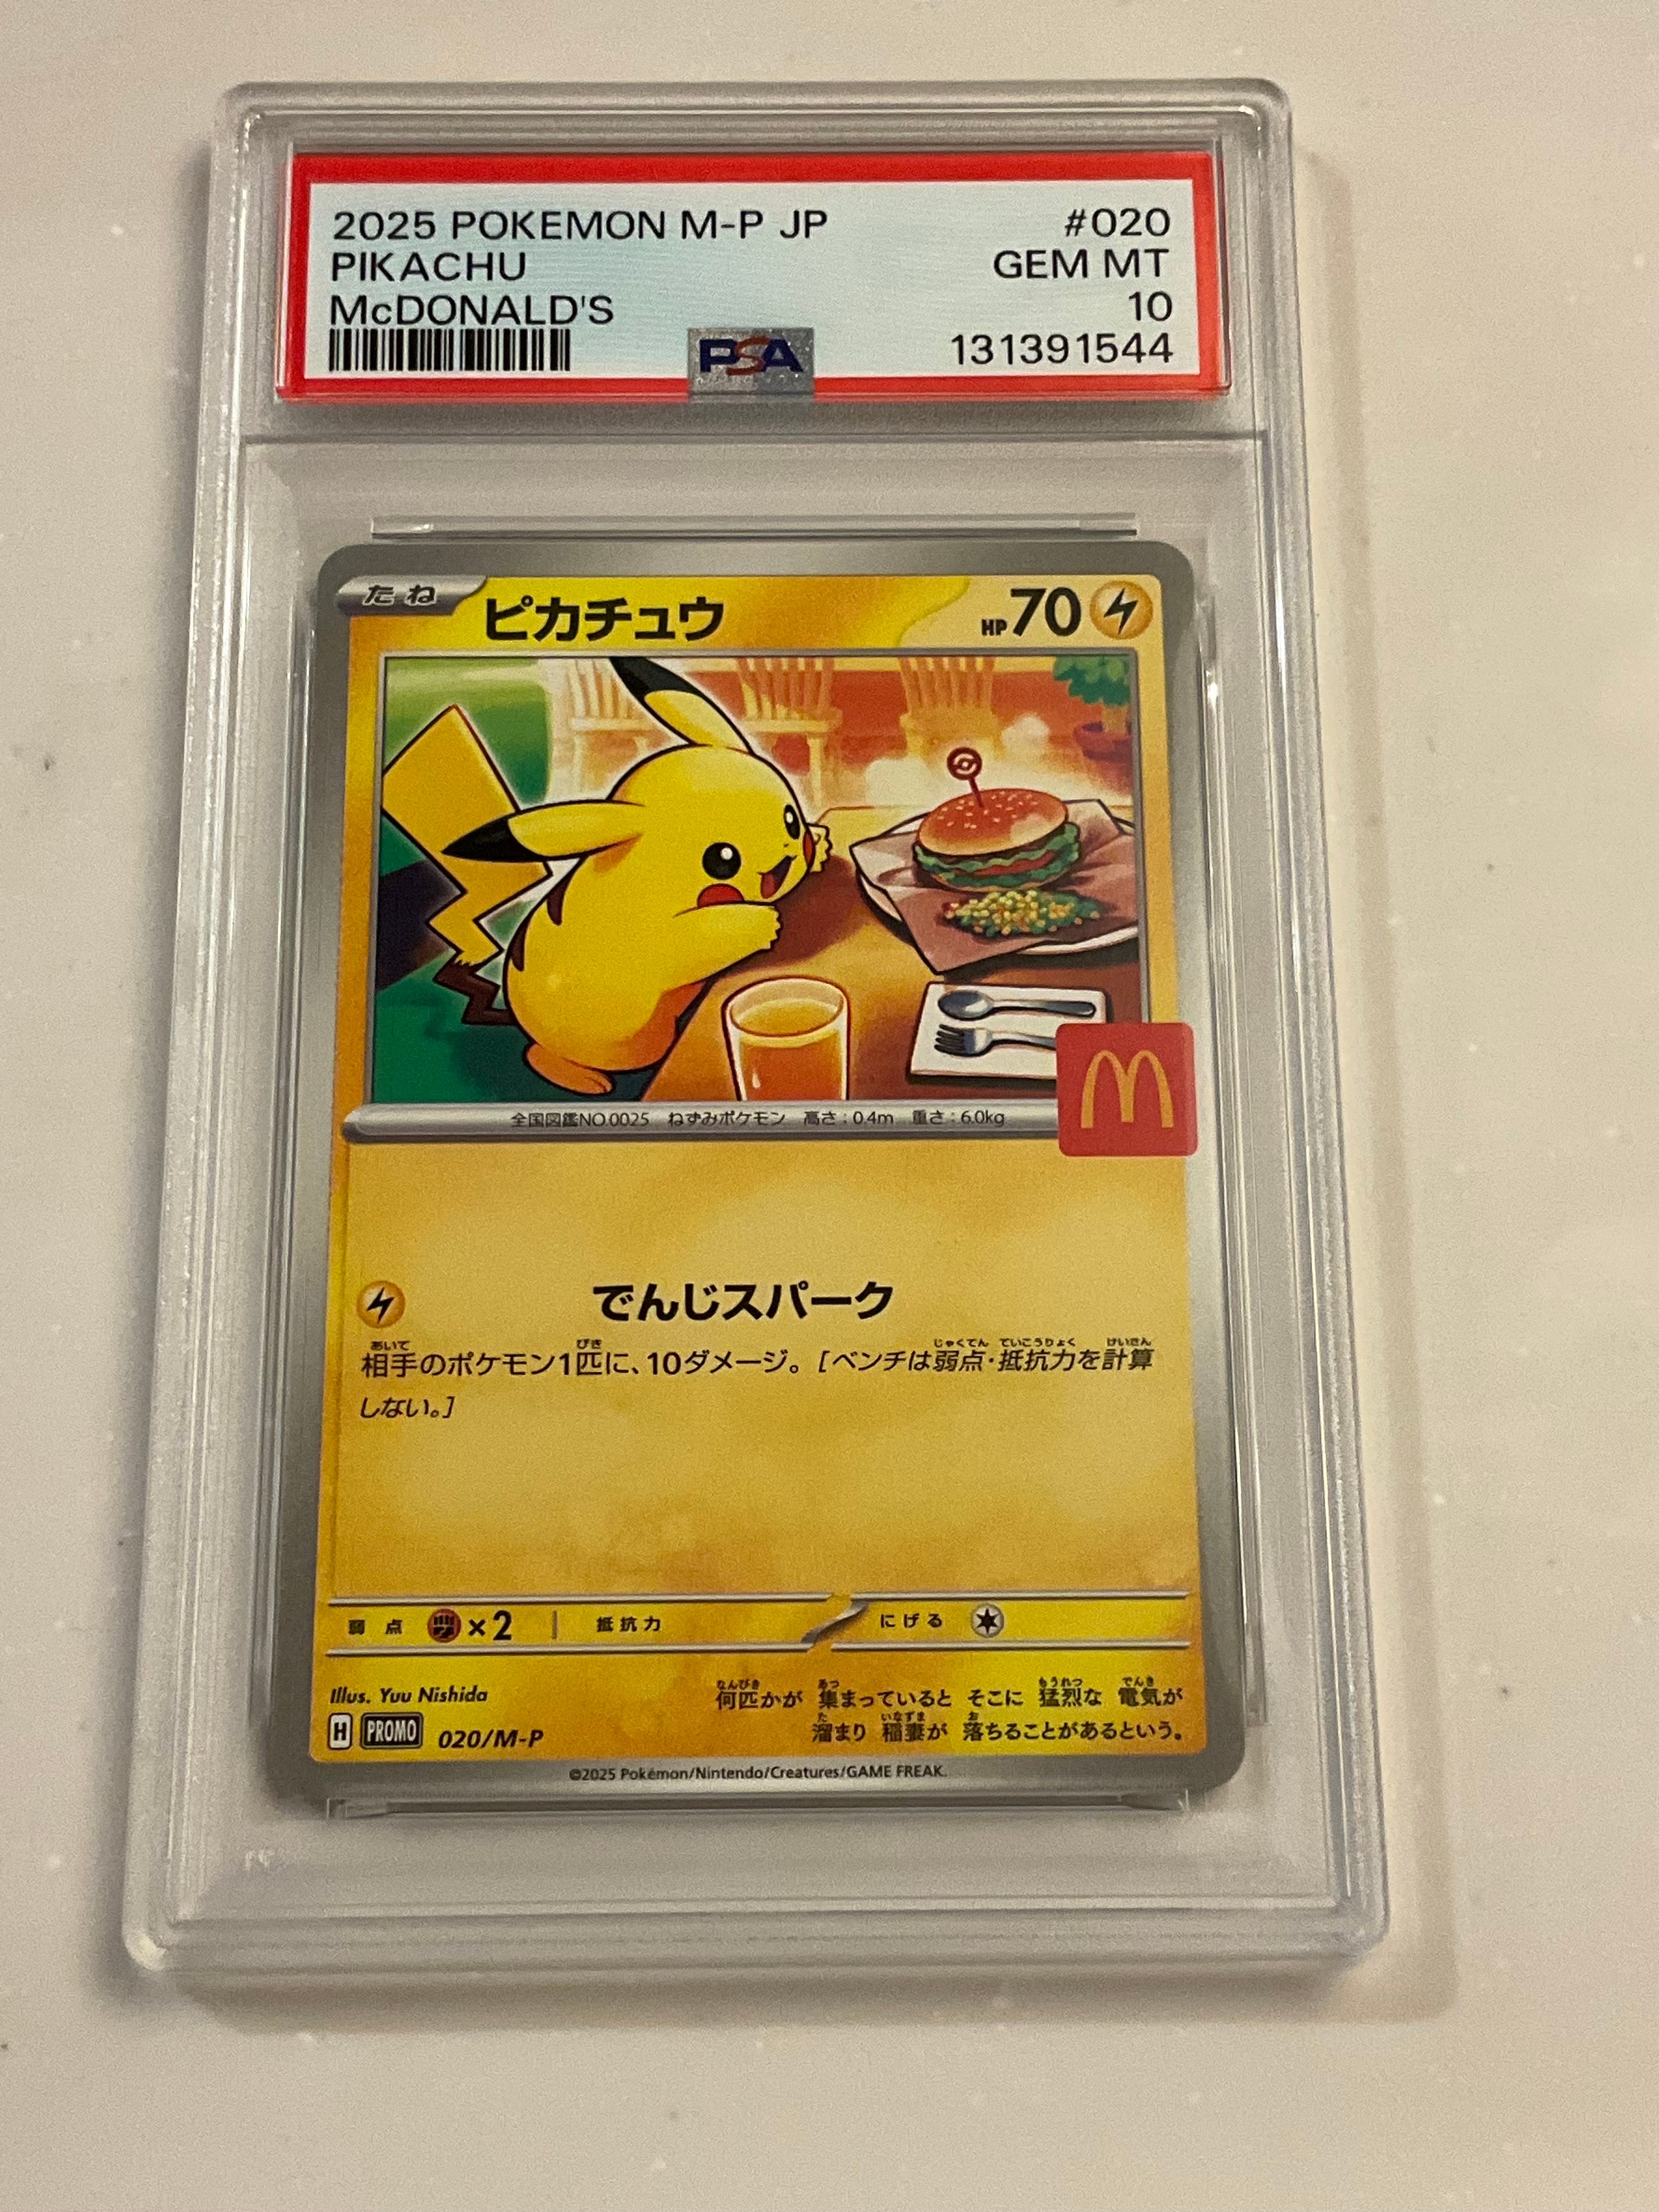 2025 POKEMON M-P JP #020
PIKACHU GEM MT
McDONALD'S 10
PSA 131391544
たね ピカチュウ HP70
全国図鑑NO.0025 ねずみポケモン 高さ:0.4m 重さ:6.0kg
でんじスパーク
相手のポケモン1匹に、10ダメージ。[ベンチは弱点・抵抗力を計算
しない。]
弱点 ×2 抵抗力 にげる
Illus. Yuu Nishida
何匹かが 集まっていると そこに 猛烈な 電気が
溜まり 稲妻が 落ちることがあるという。
H PROMO 020/M-P
©2025 Pokémon/Nintendo/Creatures/GAME FREAK.